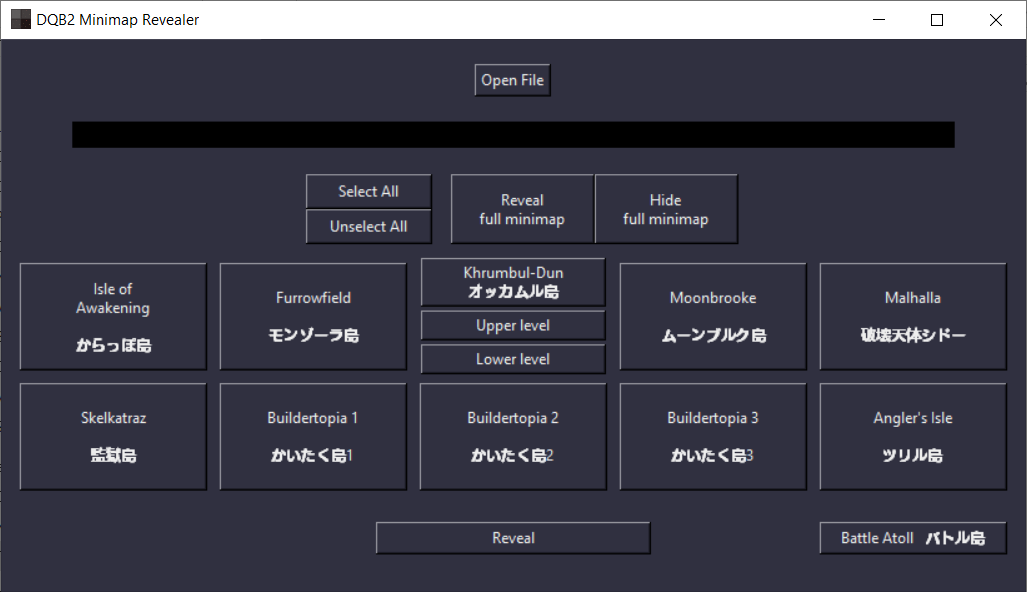 DQB2 Minimap Revealer
Open File
Select All
Unselect All
Reveal
full minimap
Hide
full minimap
Isle of
Awakening
からっぽ島
Furrowfield
モンゾーラ島
Khrumbul-Dun
オッカムル島
Upper level
Lower level
Moonbrooke
ムーンブルク島
Malhalla
破壊天体シドー
Skelkatraz
監獄島
Buildertopia 1
かいたく島1
Buildertopia 2
かいたく島2
Buildertopia 3
かいたく島3
Angler's Isle
ツリル島
Reveal
Battle Atoll バトル島